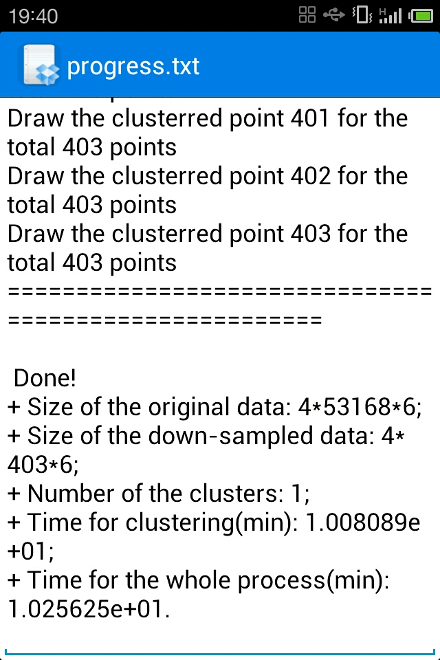 19:40
H
progress.txt
Draw the clusterred point 401 for the
total 403 points
Draw the clusterred point 402 for the
total 403 points
Draw the clusterred point 403 for the
total 403 points
===============================
=======================
Done!
+ Size of the original data: 4*53168*6;
+ Size of the down-sampled data: 4*
403*6;
+ Number of the clusters: 1;
+ Time for clustering(min): 1.008089e
+01;
+ Time for the whole process(min):
1.025625e+01.